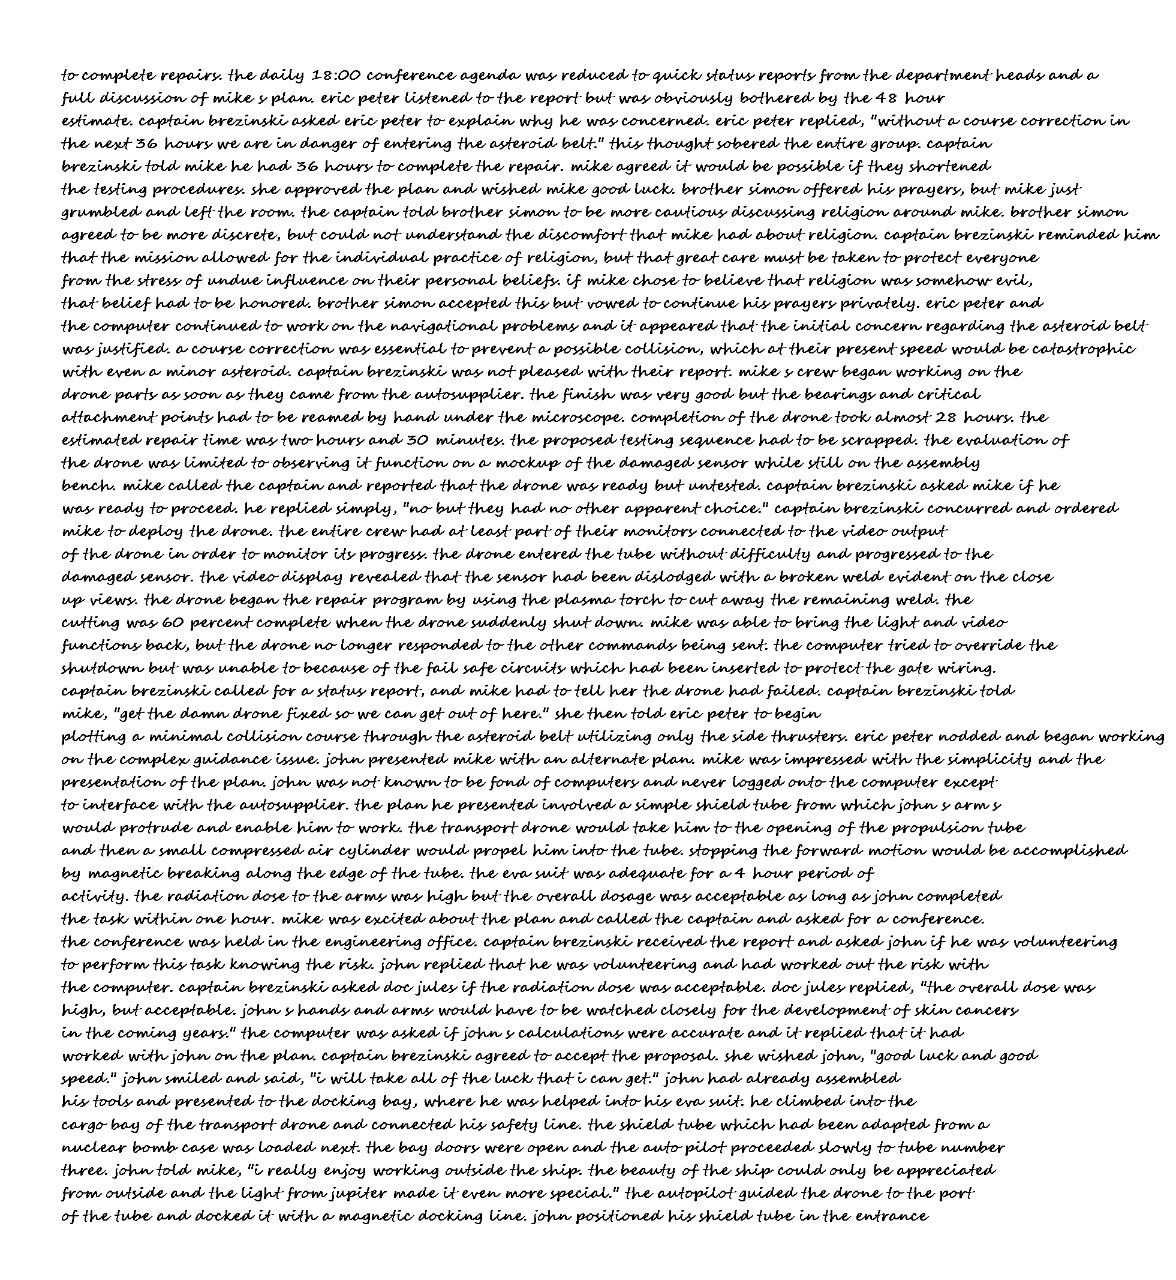 to complete repairs. the daily 18:00 conference agenda was reduced to quick status reports from the department heads and a
full discussion of mike s plan. eric peter listened to the report but was obviously bothered by the 48 hour
estimate. captain brezinski asked eric peter to explain why he was concerned. eric peter replied, "without a course correction in
the next 36 hours we are in danger of entering the asteroid belt." this thought sobered the entire group. captain
brezinski told mike he had 36 hours to complete the repair. mike agreed it would be possible if they shortened
the testing procedures. she approved the plan and wished mike good luck. brother simon offered his prayers, but mike just
grumbled and left the room. the captain told brother simon to be more cautious discussing religion around mike. brother simon
agreed to be more discrete, but could not understand the discomfort that mike had about religion. captain brezinski reminded him
that the mission allowed for the individual practice of religion, but that great care must be taken to protect everyone
from the stress of undue influence on their personal beliefs. if mike chose to believe that religion was somehow evil,
that belief had to be honored. brother simon accepted this but vowed to continue his prayers privately. eric peter and
the computer continued to work on the navigational problems and it appeared that the initial concern regarding the asteroid belt
was justified. a course correction was essential to prevent a possible collision, which at their present speed would be catastrophic
with even a minor asteroid. captain brezinski was not pleased with their report. mike s crew began working on the
drone parts as soon as they came from the autosupplier. the finish was very good but the bearings and critical
attachment points had to be reamed by hand under the microscope. completion of the drone took almost 28 hours. the
estimated repair time was two hours and 30 minutes. the proposed testing sequence had to be scrapped. the evaluation of
the drone was limited to observing it function on a mockup of the damaged sensor while still on the assembly
bench. mike called the captain and reported that the drone was ready but untested. captain brezinski asked mike if he
was ready to proceed. he replied simply, "no but they had no other apparent choice." captain brezinski concurred and ordered
mike to deploy the drone. the entire crew had at least part of their monitors connected to the video output
of the drone in order to monitor its progress. the drone entered the tube without difficulty and progressed to the
damaged sensor. the video display revealed that the sensor had been dislodged with a broken weld evident on the close
up views. the drone began the repair program by using the plasma torch to cut away the remaining weld. the
cutting was 60 percent complete when the drone suddenly shut down. mike was able to bring the light and video
functions back, but the drone no longer responded to the other commands being sent. the computer tried to override the
shutdown but was unable to because of the fail safe circuits which had been inserted to protect the gate wiring.
captain brezinski called for a status report, and mike had to tell her the drone had failed. captain brezinski told
mike, "get the damn drone fixed so we can get out of here." she then told eric peter to begin
plotting a minimal collision course through the asteroid belt utilizing only the side thrusters. eric peter nodded and began working
on the complex guidance issue. john presented mike with an alternate plan. mike was impressed with the simplicity and the
presentation of the plan. john was not known to be fond of computers and never logged onto the computer except
to interface with the autosupplier. the plan he presented involved a simple shield tube from which john s arm s
would protrude and enable him to work. the transport drone would take him to the opening of the propulsion tube
and then a small compressed air cylinder would propel him into the tube. stopping the forward motion would be accomplished
by magnetic breaking along the edge of the tube. the eva suit was adequate for a 4 hour period of
activity. the radiation dose to the arms was high but the overall dosage was acceptable as long as john completed
the task within one hour. mike was excited about the plan and called the captain and asked for a conference.
the conference was held in the engineering office. captain brezinski received the report and asked john if he was volunteering
to perform this task knowing the risk. john replied that he was volunteering and had worked out the risk with
the computer. captain brezinski asked doc jules if the radiation dose was acceptable. doc jules replied, "the overall dose was
high, but acceptable. john s hands and arms would have to be watched closely for the development of skin cancers
in the coming years." the computer was asked if john s calculations were accurate and it replied that it had
worked with john on the plan. captain brezinski agreed to accept the proposal. she wished john, "good luck and good
speed." john smiled and said, "i will take all of the luck that i can get." john had already assembled
his tools and presented to the docking bay, where he was helped into his eva suit. he climbed into the
cargo bay of the transport drone and connected his safety line. the shield tube which had been adapted from a
nuclear bomb case was loaded next. the bay doors were open and the auto pilot proceeded slowly to tube number
three. john told mike, "i really enjoy working outside the ship. the beauty of the ship could only be appreciated
from outside and the light from jupiter made it even more special." the autopilot guided the drone to the port
of the tube and docked it with a magnetic docking line. john positioned his shield tube in the entrance